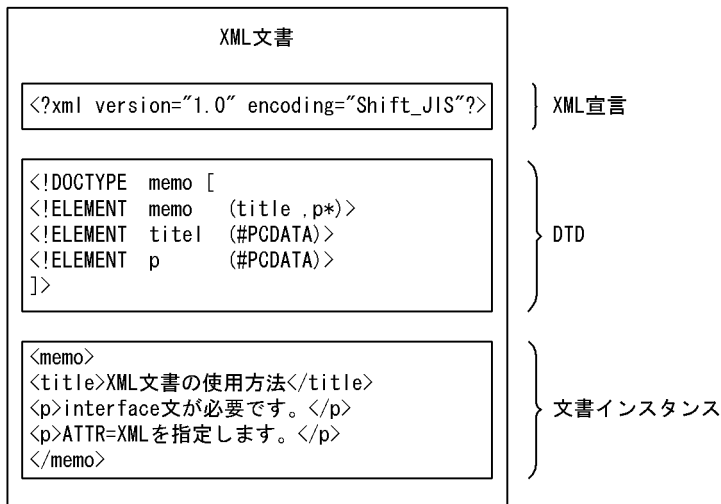 XML文書
<?xml version="1.0" encoding="Shift_JIS"?>
XML宣言
<!DOCTYPE memo [
<!ELEMENT memo (title ,p*)>
<!ELEMENT titel (#PCDATA)>
<!ELEMENT p (#PCDATA)>
]>
DTD
<memo>
<title>XML文書の使用方法</title>
<p>interface文が必要です。</p>
<p>ATTR=XMLを指定します。</p>
</memo>
文書インスタンス